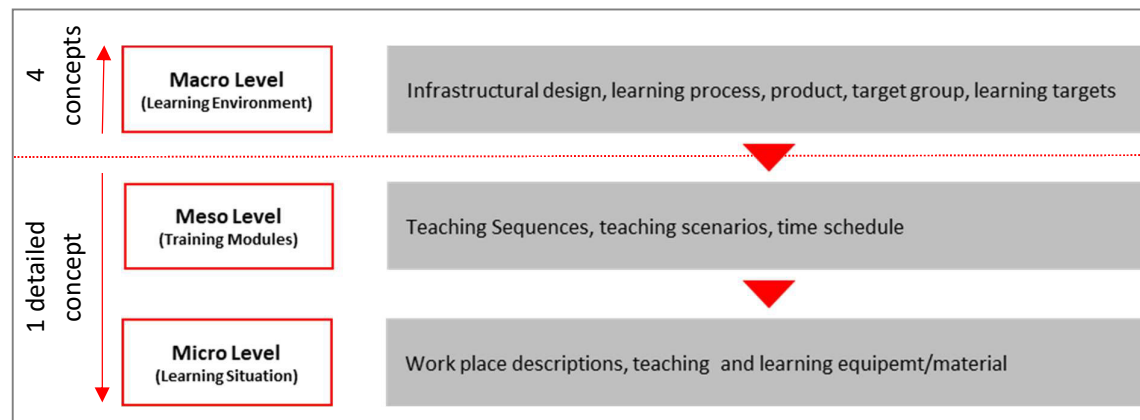 4
concepts
Macro Level
(Learning Environment)
Infrastructural design, learning process, product, target group, learning targets
1 detailed
concept
Meso Level
(Training Modules)
Teaching Sequences, teaching scenarios, time schedule
Micro Level
(Learning Situation)
Work place descriptions, teaching and learning equipemt/material